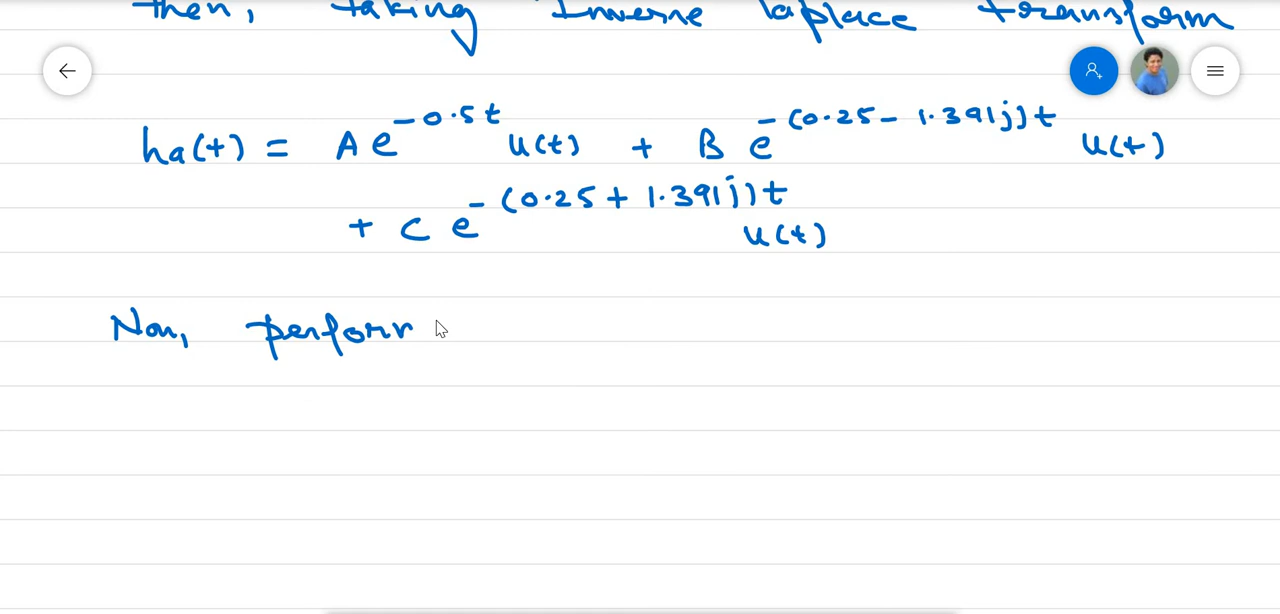 then, taking Inverse laplace transform
ha(t) = A e^{-0.5t} u(t) + B e^{-(0.25-1.391j)t} u(t)
+ C e^{-(0.25+1.391j)t} u(t)
Now, perform